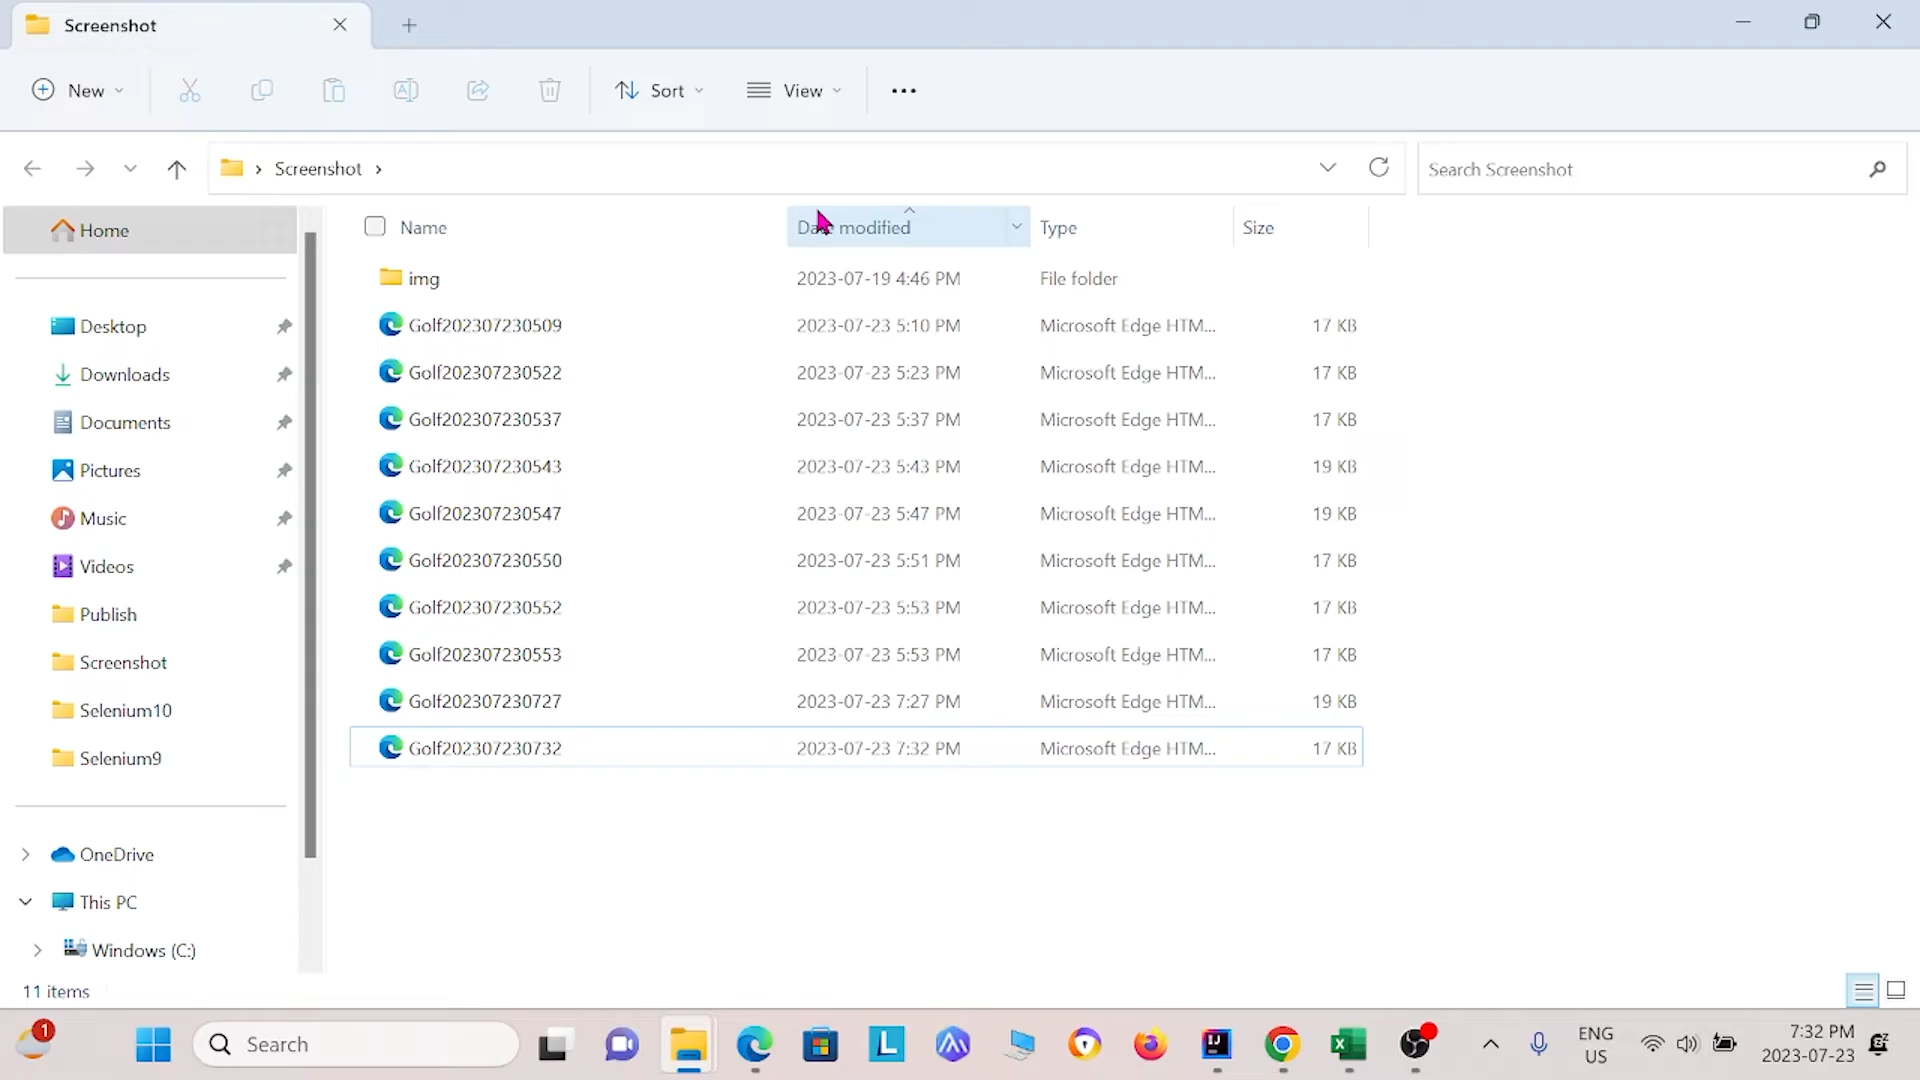 Screenshot
New
Sort
View
Screenshot
Search Screenshot
Home
Desktop
Downloads
Documents
Pictures
Music
Videos
Publish
Screenshot
Selenium10
Selenium9
OneDrive
This PC
Windows (C:)
Name Date modified Type Size
img 2023-07-19 4:46 PM File folder
Golf202307230509 2023-07-23 5:10 PM Microsoft Edge HTM... 17 KB
Golf202307230522 2023-07-23 5:23 PM Microsoft Edge HTM... 17 KB
Golf202307230537 2023-07-23 5:37 PM Microsoft Edge HTM... 17 KB
Golf202307230543 2023-07-23 5:43 PM Microsoft Edge HTM... 19 KB
Golf202307230547 2023-07-23 5:47 PM Microsoft Edge HTM... 19 KB
Golf202307230550 2023-07-23 5:51 PM Microsoft Edge HTM... 17 KB
Golf202307230552 2023-07-23 5:53 PM Microsoft Edge HTM... 17 KB
Golf202307230553 2023-07-23 5:53 PM Microsoft Edge HTM... 17 KB
Golf202307230727 2023-07-23 7:27 PM Microsoft Edge HTM... 19 KB
Golf202307230732 2023-07-23 7:32 PM Microsoft Edge HTM... 17 KB
11 items
1
Search
ENG
US
7:32 PM
2023-07-23